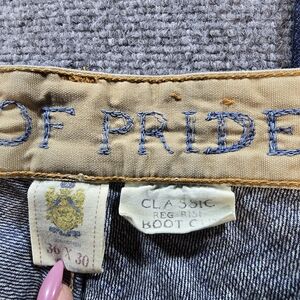 OF PRIDE
CLASSIC
REG RISE
BOOT CUT
36 X 30